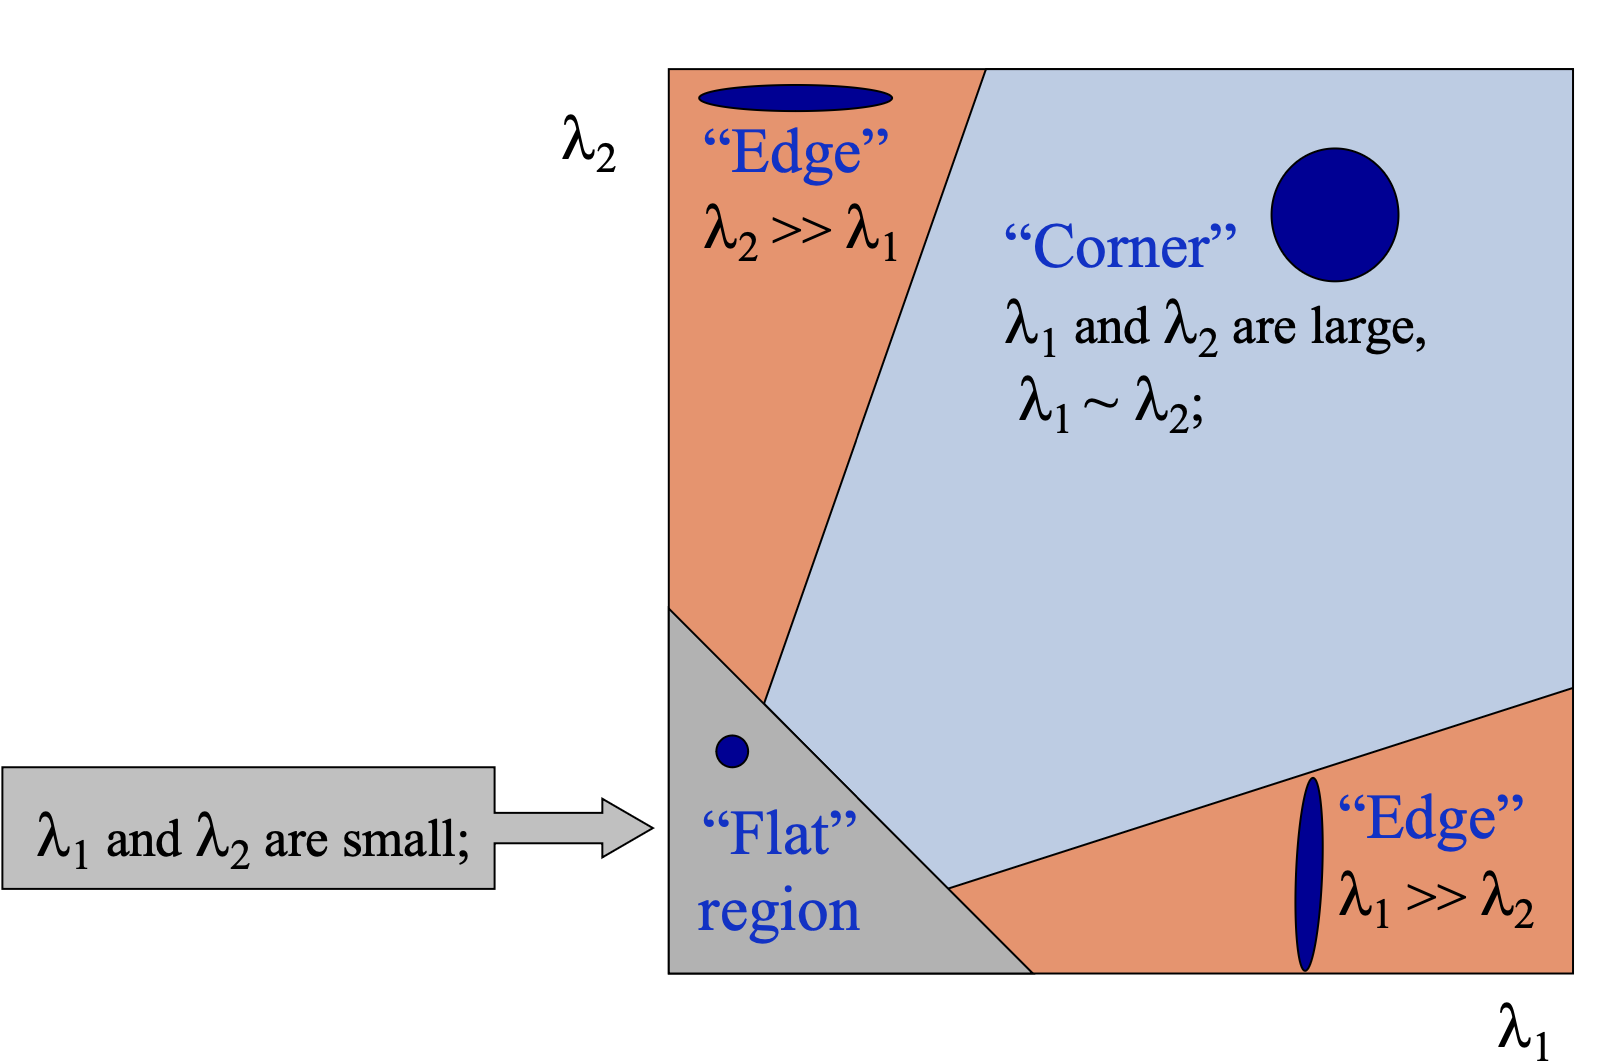 λ₂
“Edge”
λ₂ >> λ₁
“Corner”
λ₁ and λ₂ are large,
λ₁ ~ λ₂;
λ₁ and λ₂ are small;
“Flat”
region
“Edge”
λ₁ >> λ₂
λ₁